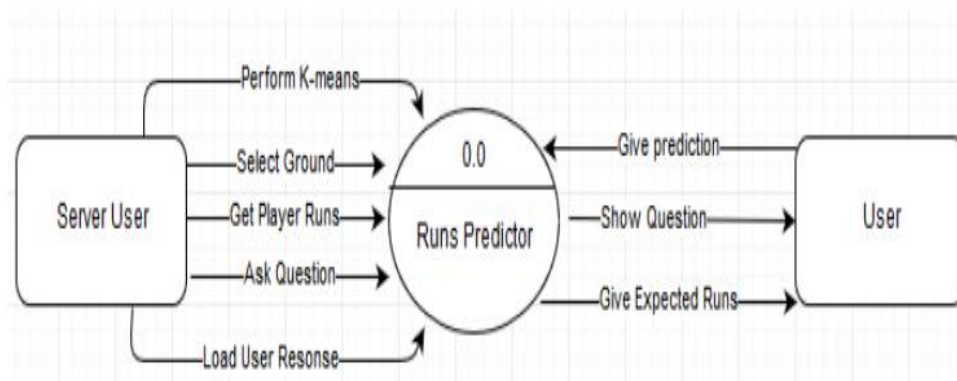 Perform K-means
Select Ground
0.0
Give prediction
Server User
Get Player Runs
Runs Predictor
Show Question
User
Ask Question
Give Expected Runs
Load User Resonse